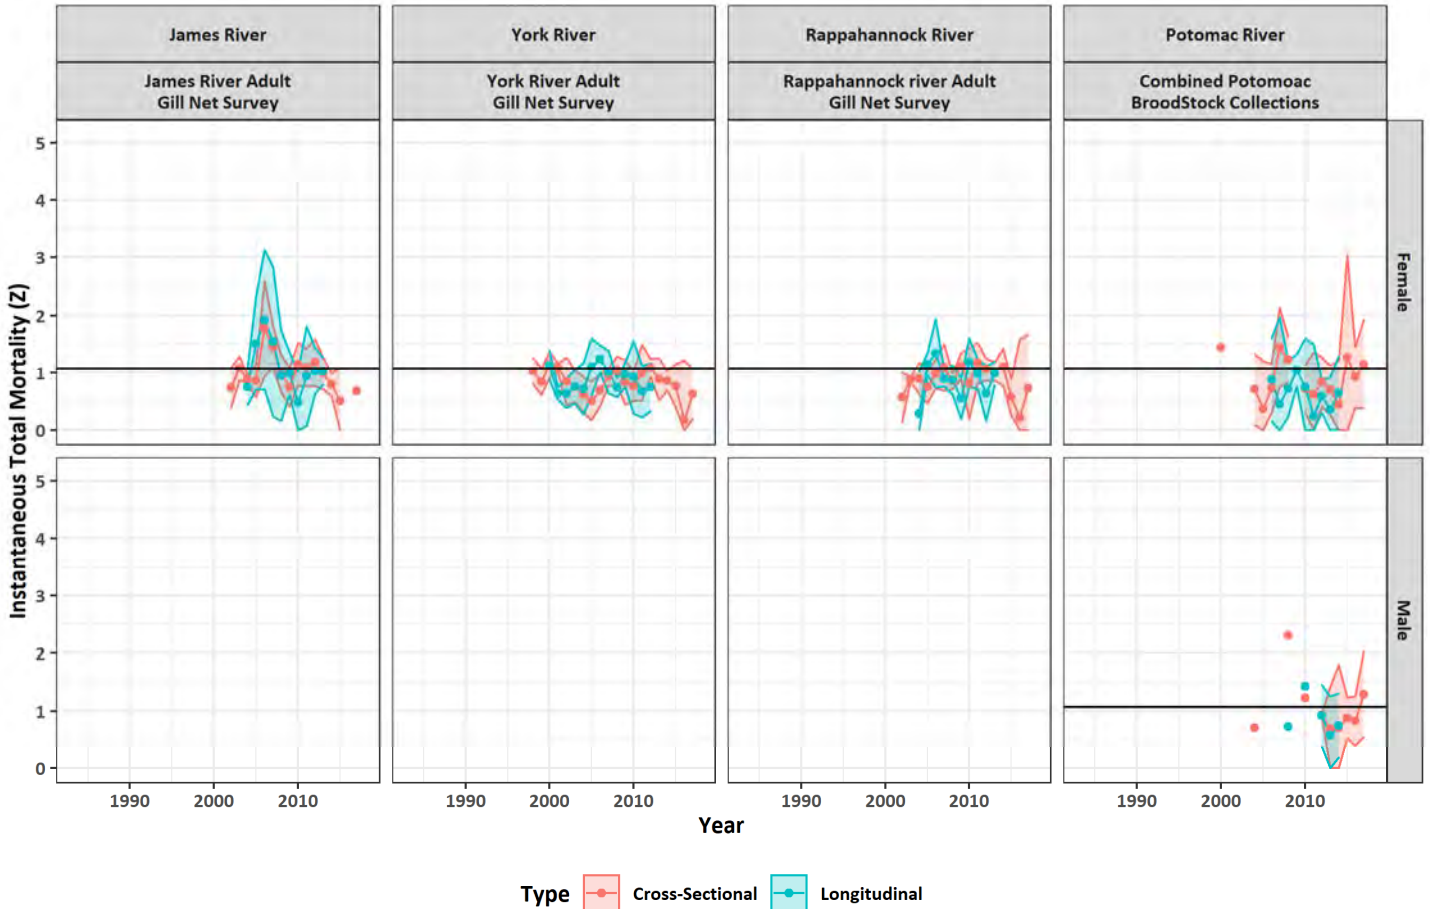 James River
York River
Rappahannock River
Potomac River
James River Adult
Gill Net Survey
York River Adult
Gill Net Survey
Rappahannock river Adult
Gill Net Survey
Combined Potomoac
BroodStock Collections
Instantaneous Total Mortality (Z)
5
4
3
2
1
0
Female
5
4
3
2
1
0
Male
1990
2000
2010
1990
2000
2010
1990
2000
2010
1990
2000
2010
Year
Type
Cross-Sectional
Longitudinal